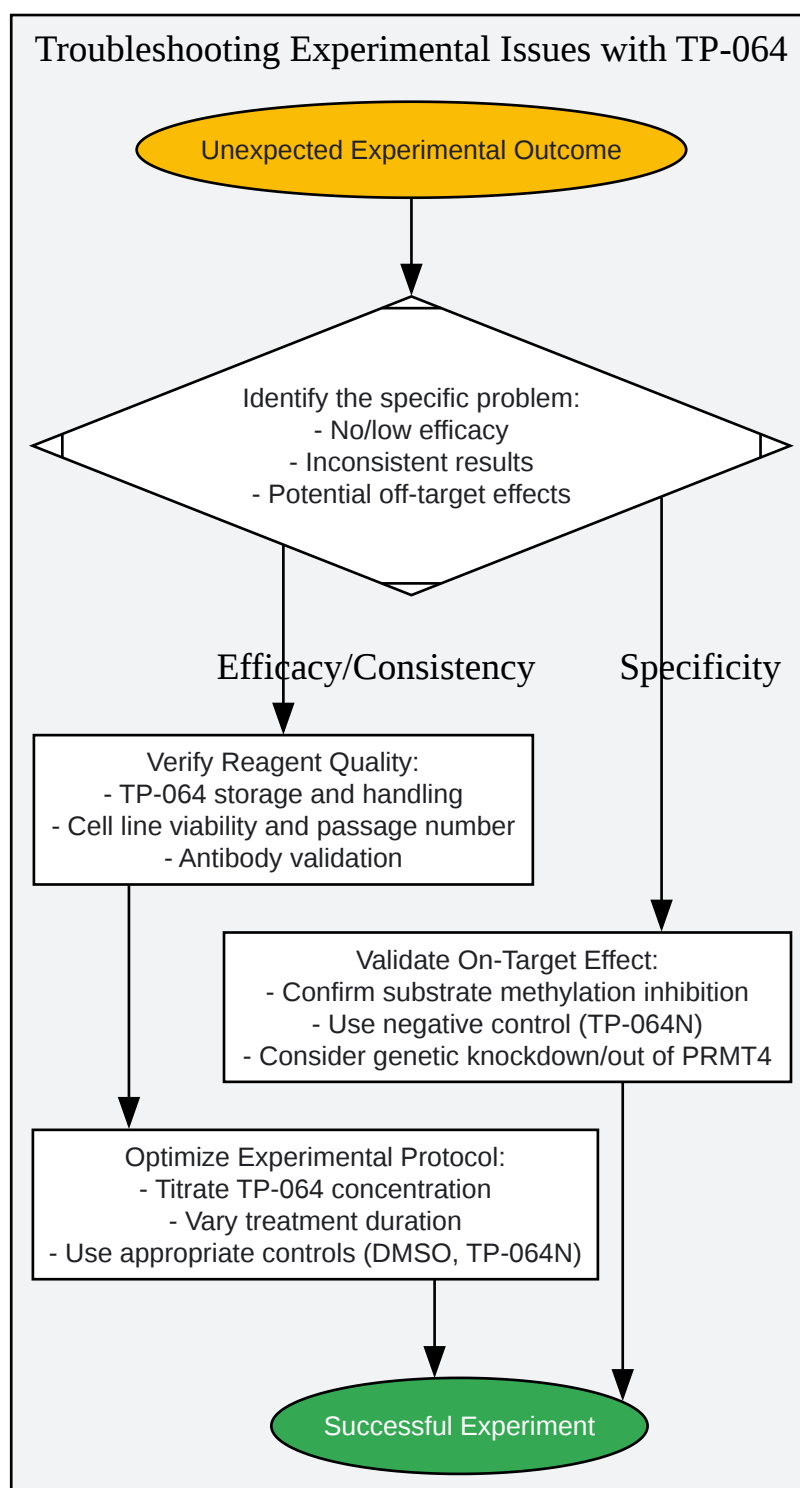 Troubleshooting Experimental Issues with TP-064
Unexpected Experimental Outcome
Identify the specific problem:
- No/low efficacy
- Inconsistent results
- Potential off-target effects
Efficacy/Consistency
Specificity
Verify Reagent Quality:
- TP-064 storage and handling
- Cell line viability and passage number
- Antibody validation
Validate On-Target Effect:
- Confirm substrate methylation inhibition
- Use negative control (TP-064N)
- Consider genetic knockdown/out of PRMT4
Optimize Experimental Protocol:
- Titrate TP-064 concentration
- Vary treatment duration
- Use appropriate controls (DMSO, TP-064N)
Successful Experiment